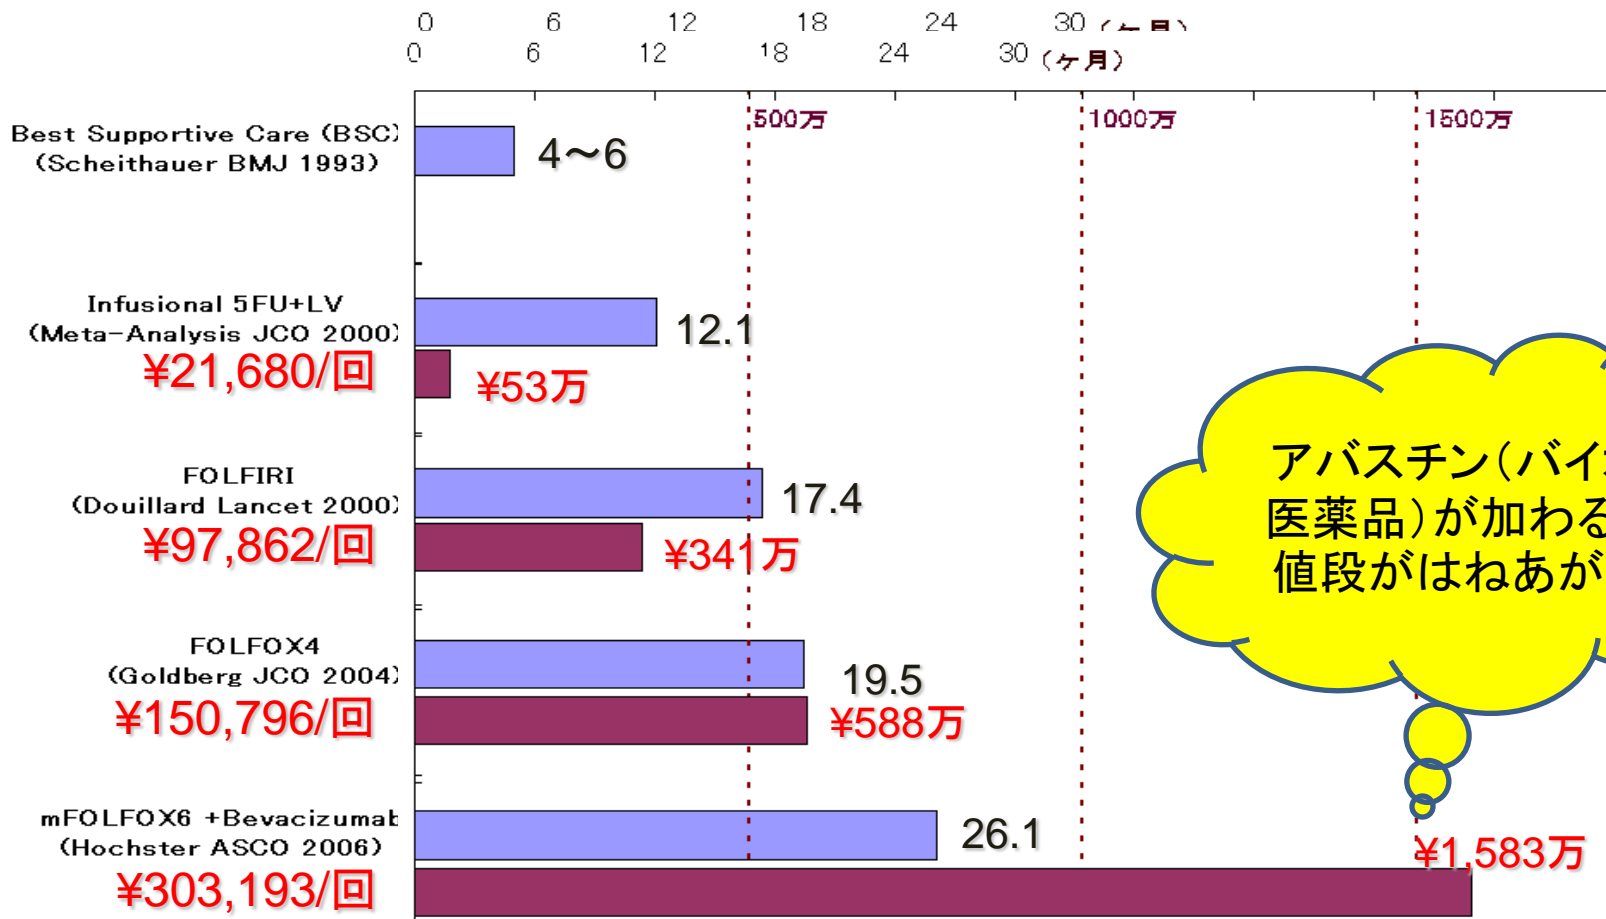 0 6 12 18 24 30
0 6 12 18 24 30 (ケ月)
500万 1000万 1500万
Best Supportive Care (BSC)
(Scheithauer BMJ 1993)
4～6
Infusional 5FU+LV
(Meta-Analysis JCO 2000)
12.1
¥21,680/回
¥53万
FOLFIRI
(Douillard Lancet 2000)
17.4
¥97,862/回
¥341万
アバスチン(バイ
医薬品)が加わる
値段がはねあが
FOLFOX4
(Goldberg JCO 2004)
19.5
¥150,796/回
¥588万
mFOLFOX6 +Bevacizumab
(Hochster ASCO 2006)
26.1
¥303,193/回
¥1,583万